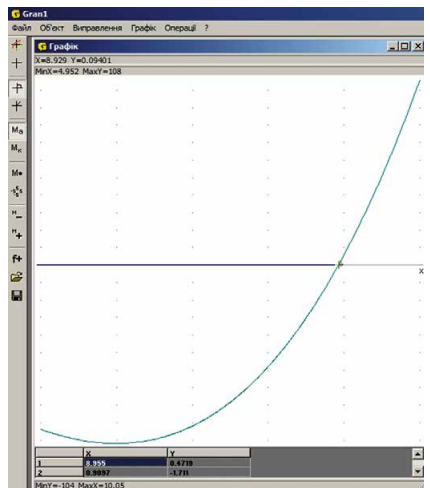 Gran1
Файл Об'єкт Виправлення Графік Операції ?
Графік
X=8.929 Y=0.09401
MinX=4.952 MaxY=108
x
X Y
1 8.955 0.4719
2 0.9097 -1.711
MinY=-104 MaxX=10.05